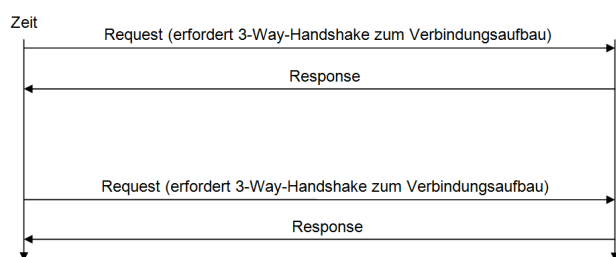 Zeit
Request (erfordert 3-Way-Handshake zum Verbindungsaufbau)
Response
Request (erfordert 3-Way-Handshake zum Verbindungsaufbau)
Response